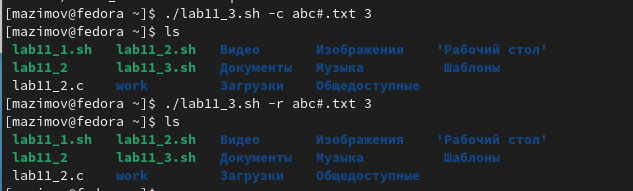 [mazimov@fedora ~]$ ./lab11_3.sh -c abc#.txt 3
[mazimov@fedora ~]$ ls
lab11_1.sh lab11_2.sh Видео Изображения 'Рабочий стол'
lab11_2 lab11_3.sh Документы Музыка Шаблоны
lab11_2.c work Загрузки Общедоступные
[mazimov@fedora ~]$ ./lab11_3.sh -r abc#.txt 3
[mazimov@fedora ~]$ ls
lab11_1.sh lab11_2.sh Видео Изображения 'Рабочий стол'
lab11_2 lab11_3.sh Документы Музыка Шаблоны
lab11_2.c work Загрузки Общедоступные